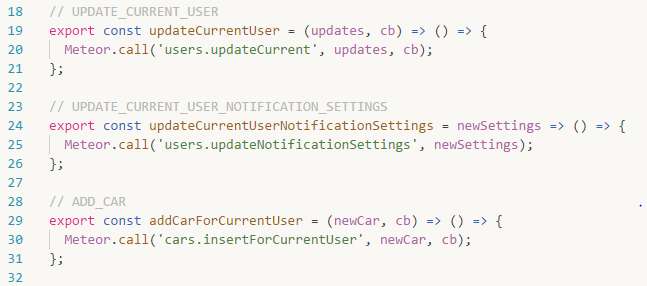 18 // UPDATE_CURRENT_USER
19 export const updateCurrentUser = (updates, cb) => () => {
20   Meteor.call('users.updateCurrent', updates, cb);
21 };
22
23 // UPDATE_CURRENT_USER_NOTIFICATION_SETTINGS
24 export const updateCurrentUserNotificationSettings = newSettings => () => {
25   Meteor.call('users.updateNotificationSettings', newSettings);
26 };
27
28 // ADD_CAR
29 export const addCarForCurrentUser = (newCar, cb) => () => {
30   Meteor.call('cars.insertForCurrentUser', newCar, cb);
31 };
32